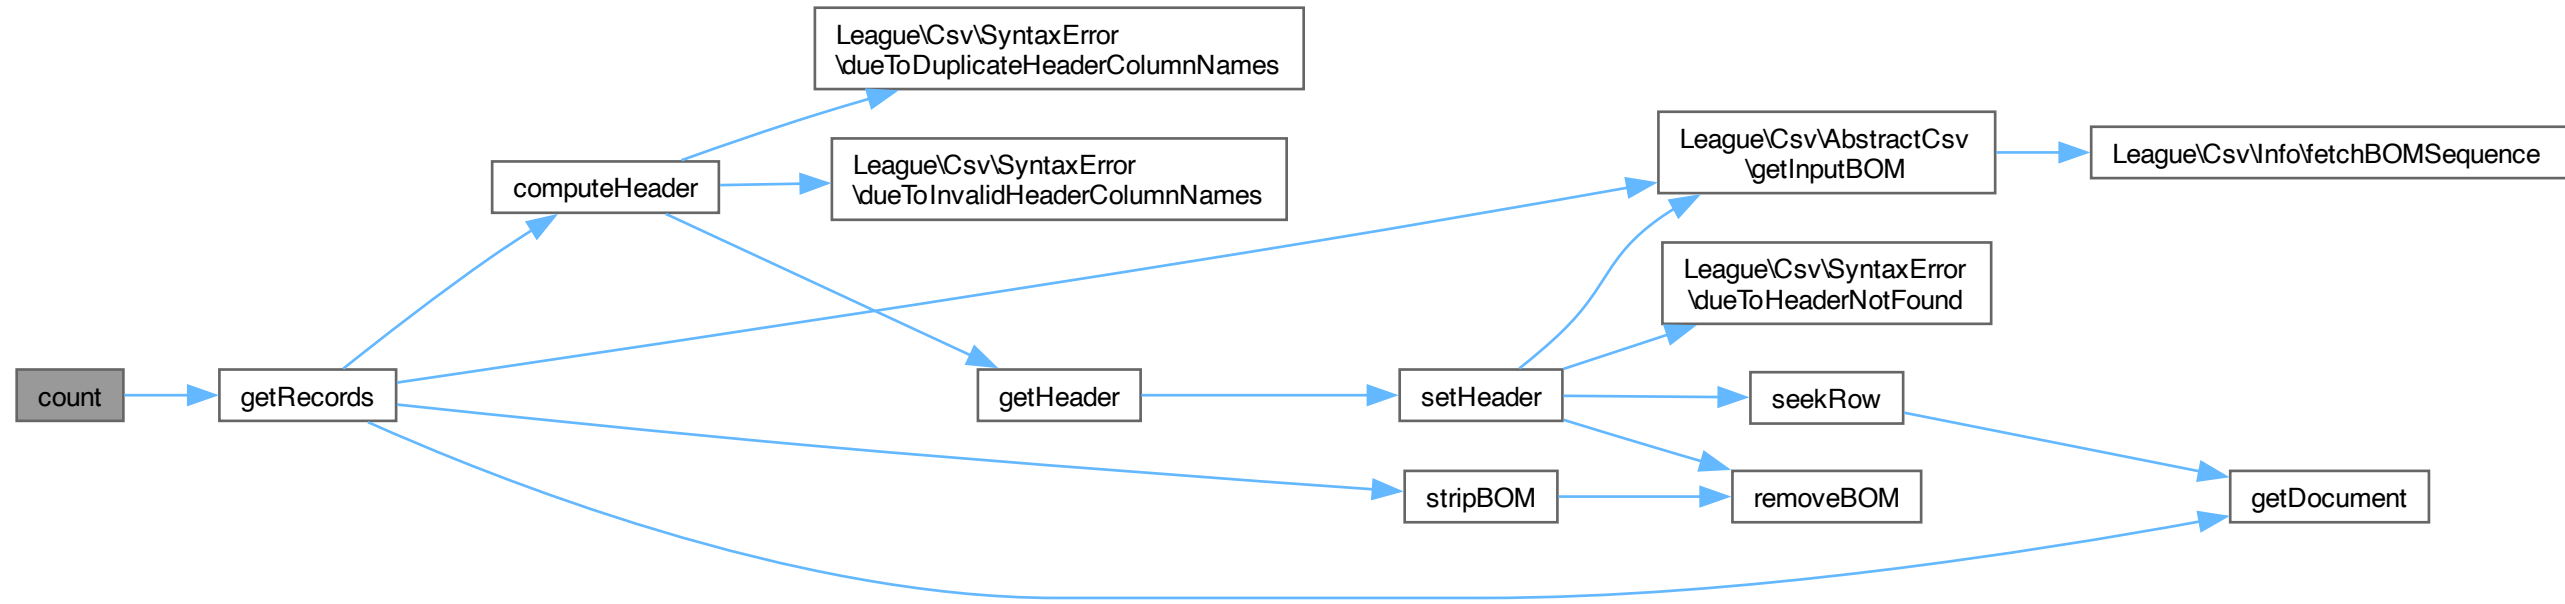 League\Csv\SyntaxError
\dueToDuplicateHeaderColumnNames
League\Csv\AbstractCsv
\getInputBOM
League\Csv\Info\fetchBOMSequence
computeHeader
League\Csv\SyntaxError
\dueToInvalidHeaderColumnNames
League\Csv\SyntaxError
\dueToHeaderNotFound
count
getRecords
getHeader
setHeader
seekRow
stripBOM
removeBOM
getDocument